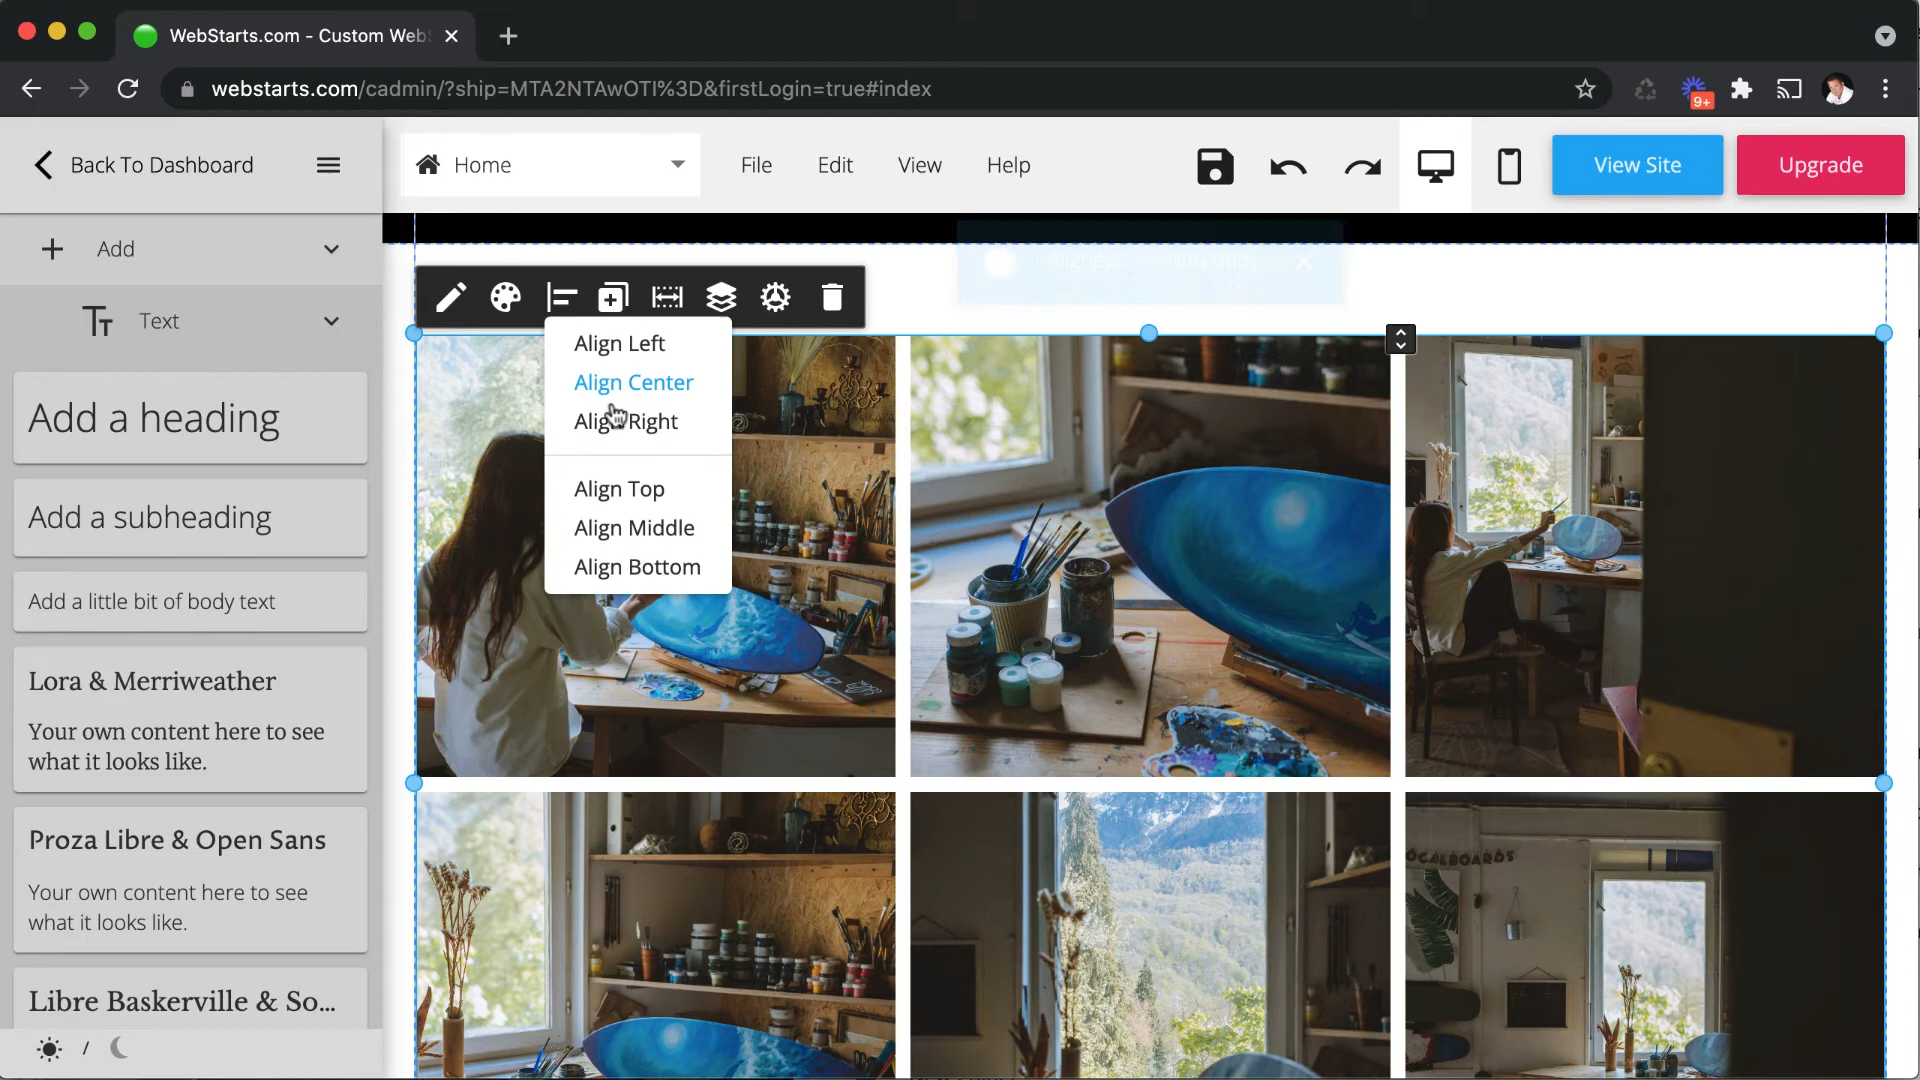 WebStarts.com - Custom Web
webstarts.com/cadmin/?ship=MTA2NTAwOTI%3D&firstLogin=true#index
9+
Back To Dashboard
Home
File
Edit
View
Help
View Site
Upgrade
Add
Text
Add a heading
Add a subheading
Add a little bit of body text
Lora & Merriweather
Your own content here to see
what it looks like.
Proza Libre & Open Sans
Your own content here to see
what it looks like.
Libre Baskerville & So...
/
Align Left
Align Center
Align Right
Align Top
Align Middle
Align Bottom
OCALBOARDS